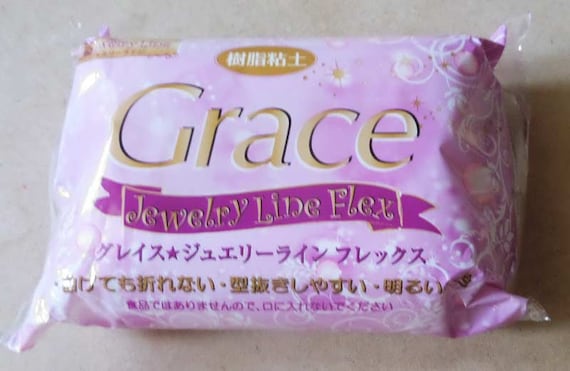 樹脂粘土
Grace
Jewelry Line Flex
グレイス★ジュエリーライン フレックス
ても折れない・型抜きしやすい・明るい
食品ではありませんので、口に入れないでください